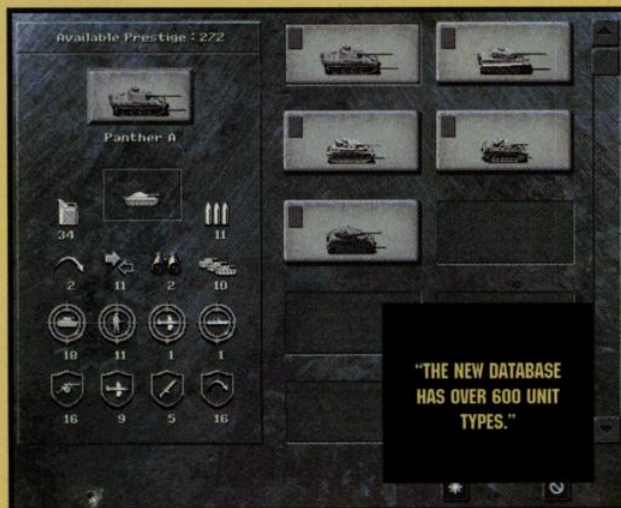 Available Prestige : 272
Panther A
34 11
2 11 2 10
18 11 1 1
16 9 5 16
"THE NEW DATABASE
HAS OVER 600 UNIT
TYPES."